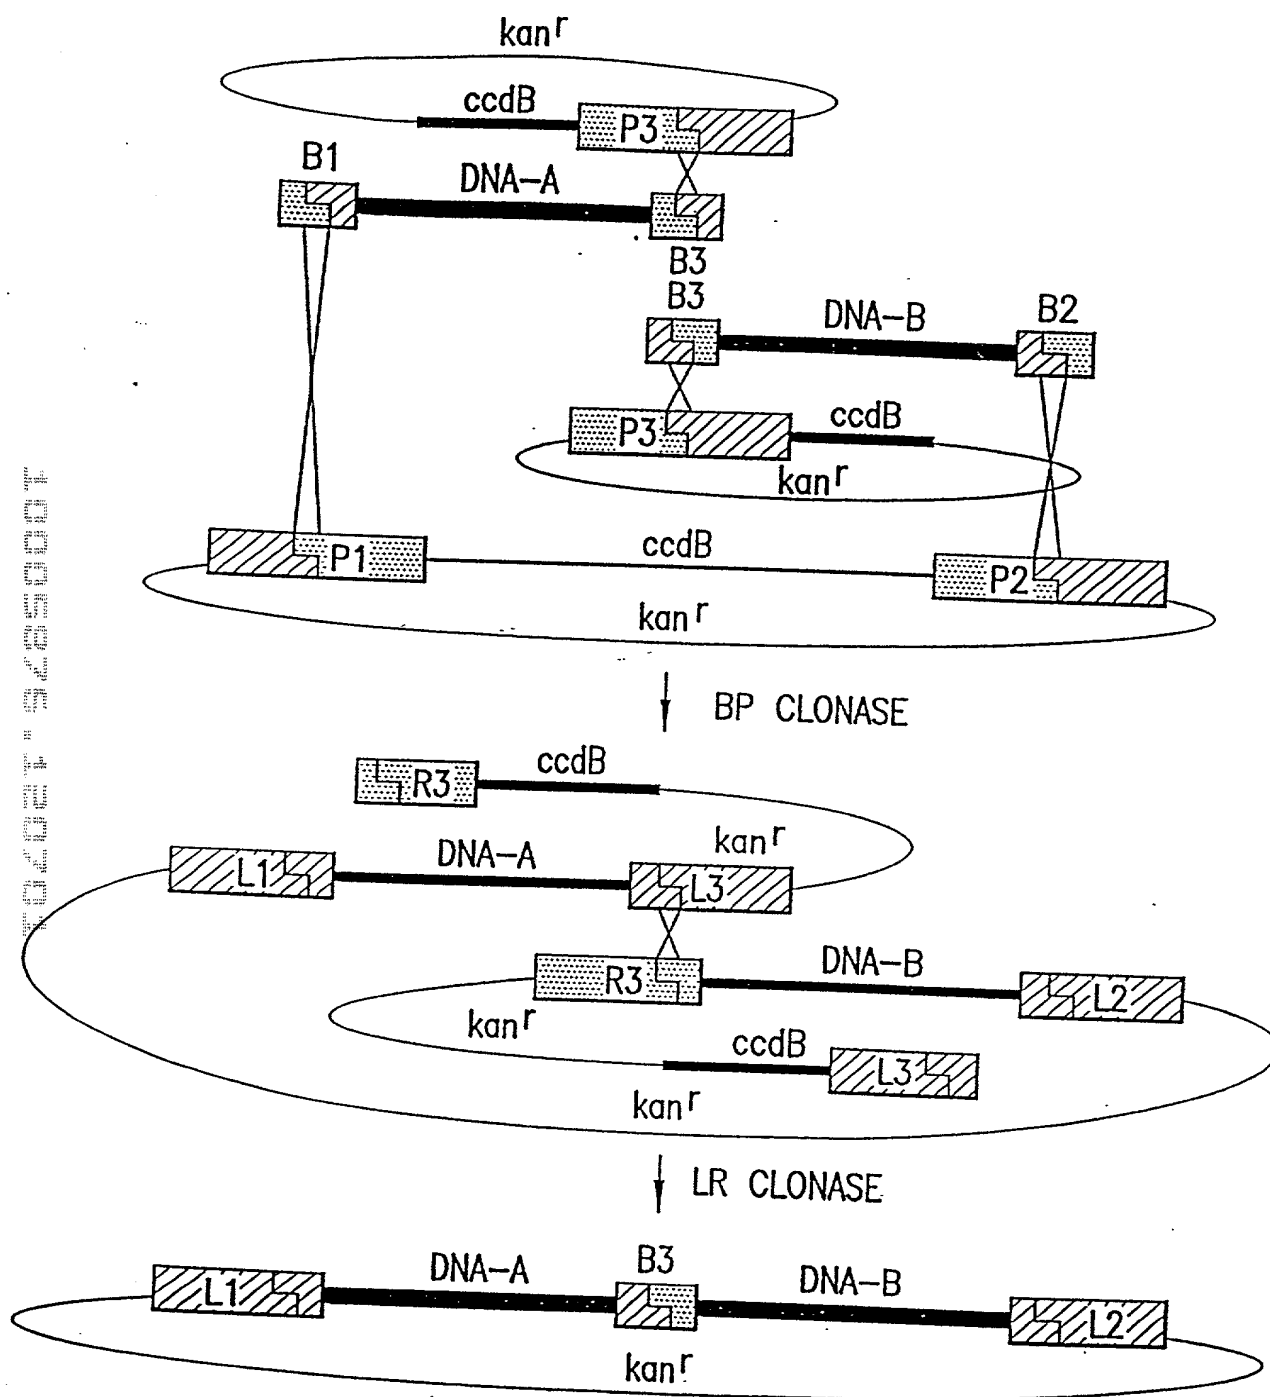 kanʳ
ccdB
P3
B1
DNA-A
B3
B3
DNA-B
B2
P3
ccdB
kanʳ
P1
ccdB
P2
kanʳ
BP CLONASE
R3
ccdB
kanʳ
L1
DNA-A
L3
R3
DNA-B
L2
kanʳ
ccdB
L3
kanʳ
LR CLONASE
L1
DNA-A
B3
DNA-B
L2
kanʳ
10005876.120701